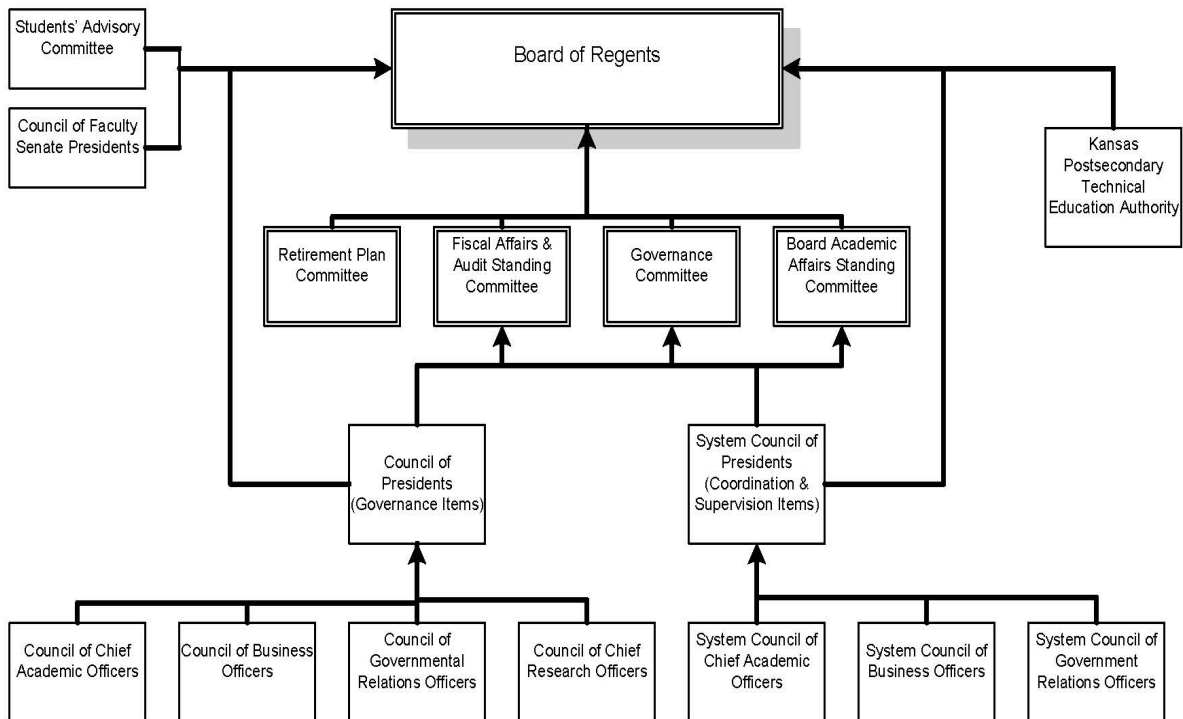 Students' Advisory
Committee
Board of Regents
Council of Faculty
Senate Presidents
Kansas
Postsecondary
Technical
Education Authority
Retirement Plan
Committee
Fiscal Affairs &
Audit Standing
Committee
Governance
Committee
Board Academic
Affairs Standing
Committee
Council of
Presidents
(Governance Items)
System Council of
Presidents
(Coordination &
Supervision Items)
Council of Chief
Academic Officers
Council of Business
Officers
Council of
Governmental
Relations Officers
Council of Chief
Research Officers
System Council of
Chief Academic
Officers
System Council of
Business Officers
System Council of
Government
Relations Officers